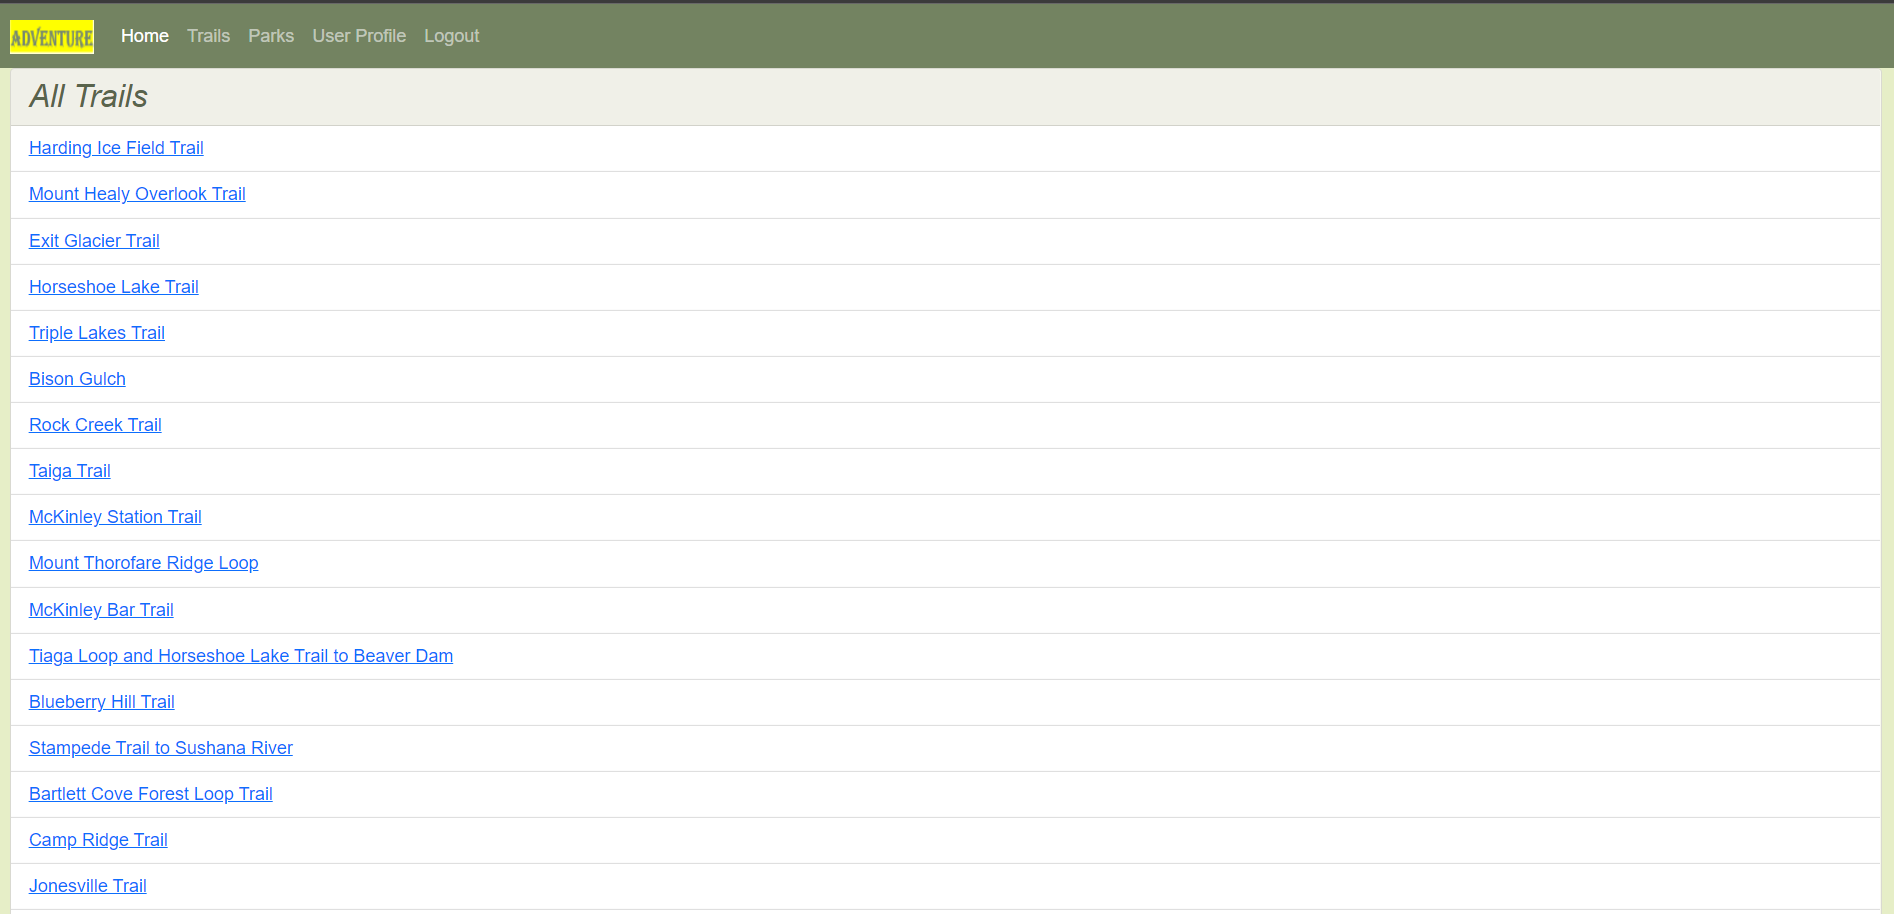 ADVENTURE Home Trails Parks User Profile Logout
All Trails
Harding Ice Field Trail
Mount Healy Overlook Trail
Exit Glacier Trail
Horseshoe Lake Trail
Triple Lakes Trail
Bison Gulch
Rock Creek Trail
Taiga Trail
McKinley Station Trail
Mount Thorofare Ridge Loop
McKinley Bar Trail
Tiaga Loop and Horseshoe Lake Trail to Beaver Dam
Blueberry Hill Trail
Stampede Trail to Sushana River
Bartlett Cove Forest Loop Trail
Camp Ridge Trail
Jonesville Trail